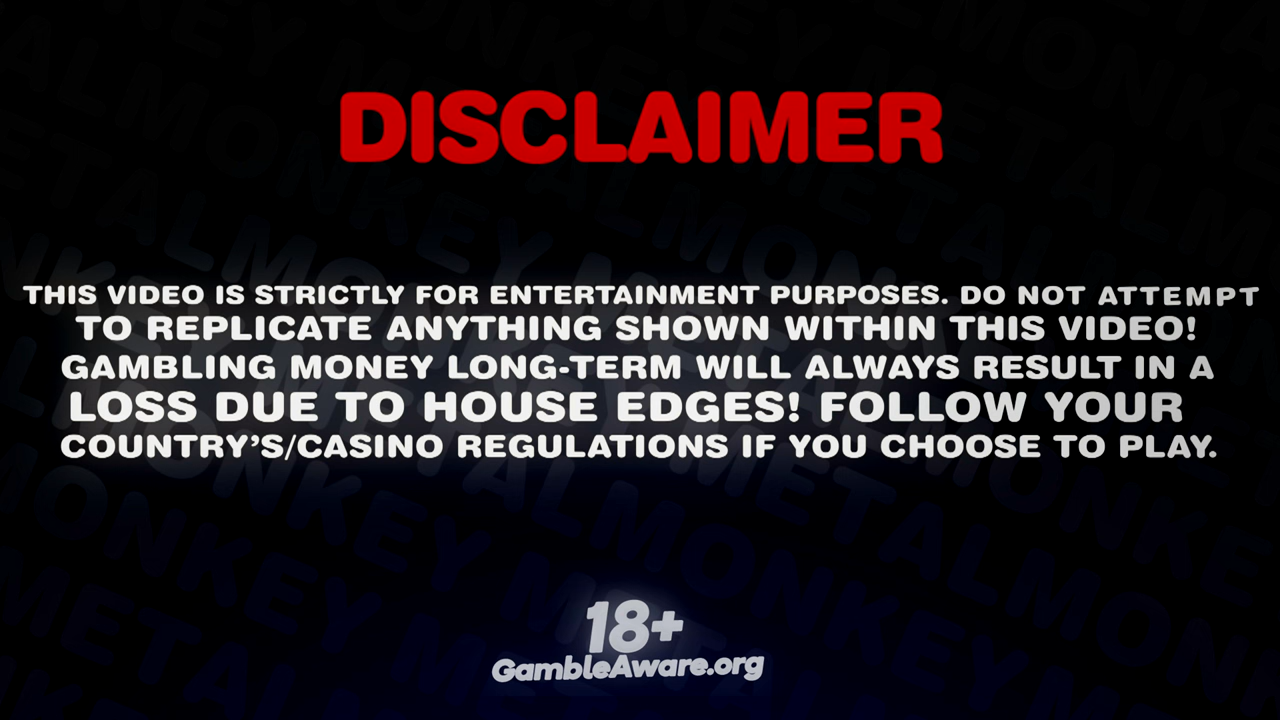 DISCLAIMER
THIS VIDEO IS STRICTLY FOR ENTERTAINMENT PURPOSES. DO NOT ATTEMPT
TO REPLICATE ANYTHING SHOWN WITHIN THIS VIDEO!
GAMBLING MONEY LONG-TERM WILL ALWAYS RESULT IN A
LOSS DUE TO HOUSE EDGES! FOLLOW YOUR
COUNTRY'S/CASINO REGULATIONS IF YOU CHOOSE TO PLAY.
18+
GambleAware.org